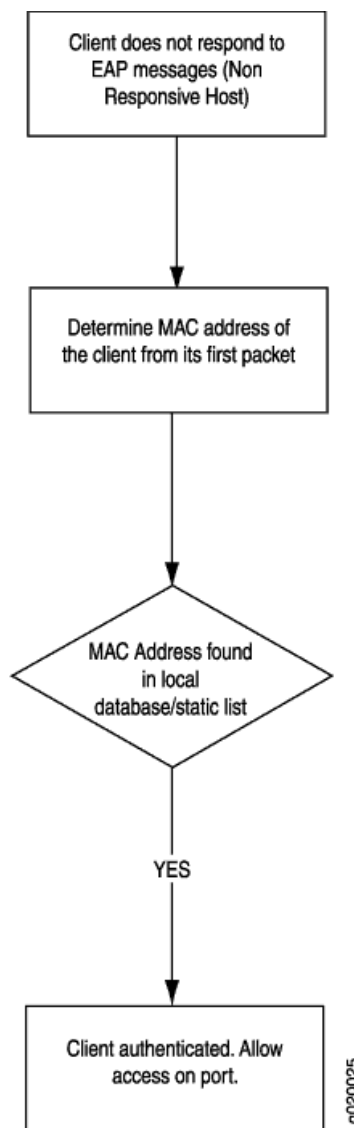 Client does not respond to
EAP messages (Non
Responsive Host)
Determine MAC address of
the client from its first packet
MAC Address found
in local
database/static list
YES
Client authenticated. Allow
access on port.
g020025